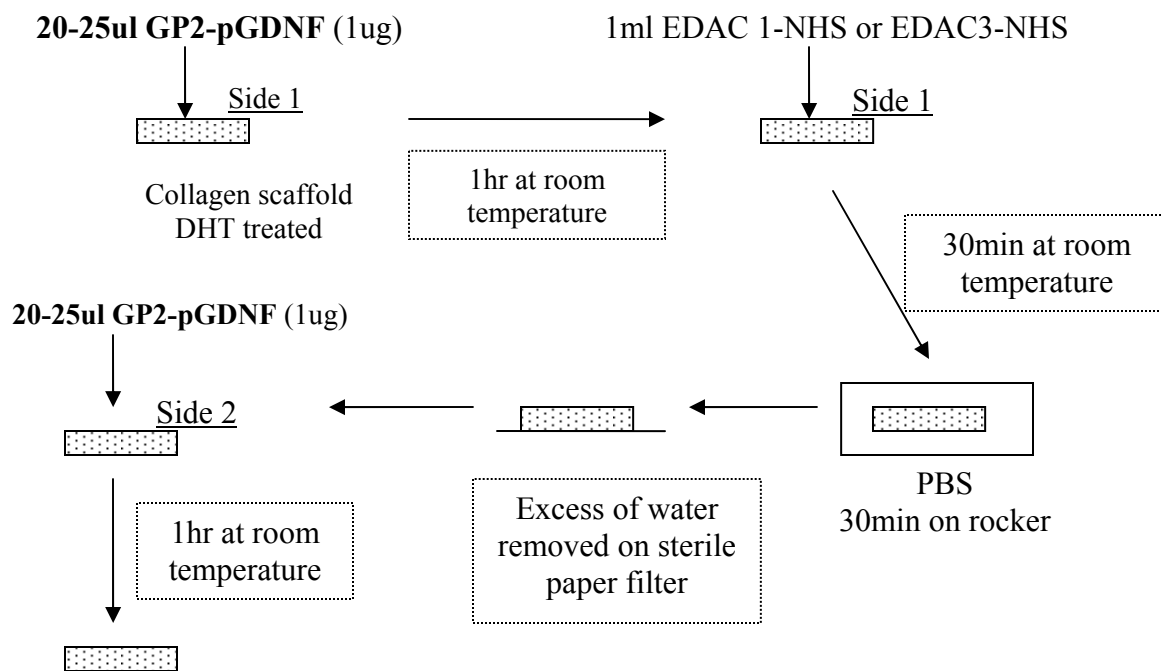 20-25ul GP2-pGDNF (1ug)
1ml EDAC 1-NHS or EDAC3-NHS
Side 1
Side 1
Collagen scaffold
DHT treated
1hr at room
temperature
30min at room
temperature
20-25ul GP2-pGDNF (1ug)
Side 2
1hr at room
temperature
Excess of water
removed on sterile
paper filter
PBS
30min on rocker